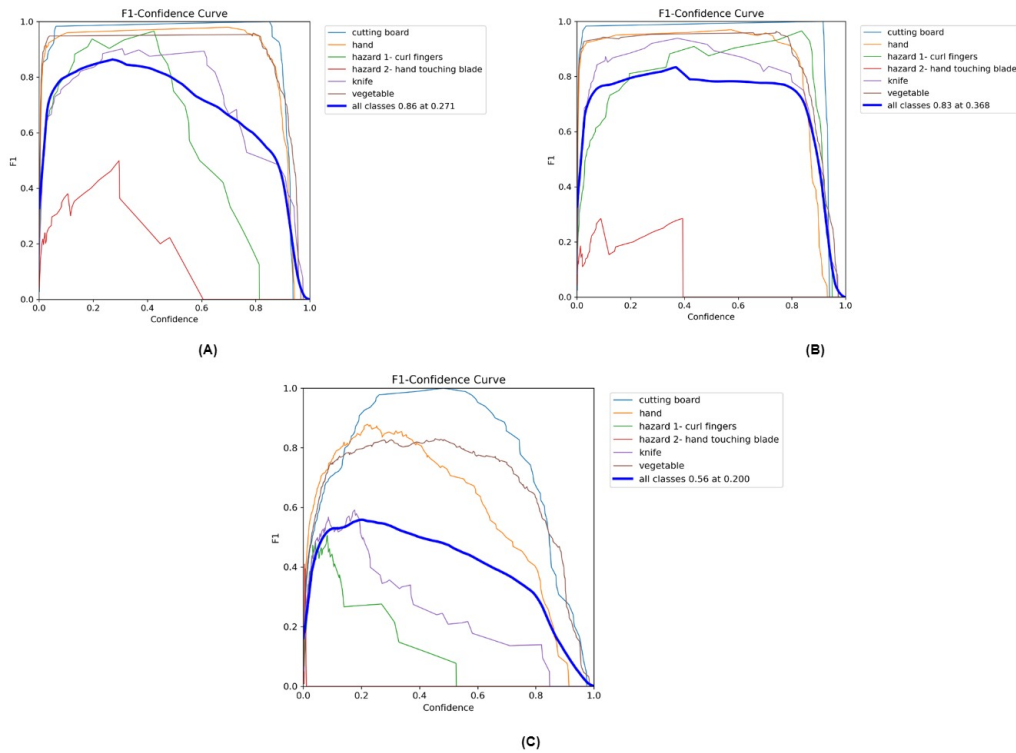 F1-Confidence Curve
1.0
0.8
0.6
0.4
0.2
0.0
F1
0.0 0.2 0.4 0.6 0.8 1.0
Confidence
cutting board
hand
hazard 1- curl fingers
hazard 2- hand touching blade
knife
vegetable
all classes 0.86 at 0.271
(A)
F1-Confidence Curve
1.0
0.8
0.6
0.4
0.2
0.0
F1
0.0 0.2 0.4 0.6 0.8 1.0
Confidence
cutting board
hand
hazard 1- curl fingers
hazard 2- hand touching blade
knife
vegetable
all classes 0.83 at 0.368
(B)
F1-Confidence Curve
1.0
0.8
0.6
0.4
0.2
0.0
F1
0.0 0.2 0.4 0.6 0.8 1.0
Confidence
cutting board
hand
hazard 1- curl fingers
hazard 2- hand touching blade
knife
vegetable
all classes 0.56 at 0.200
(C)